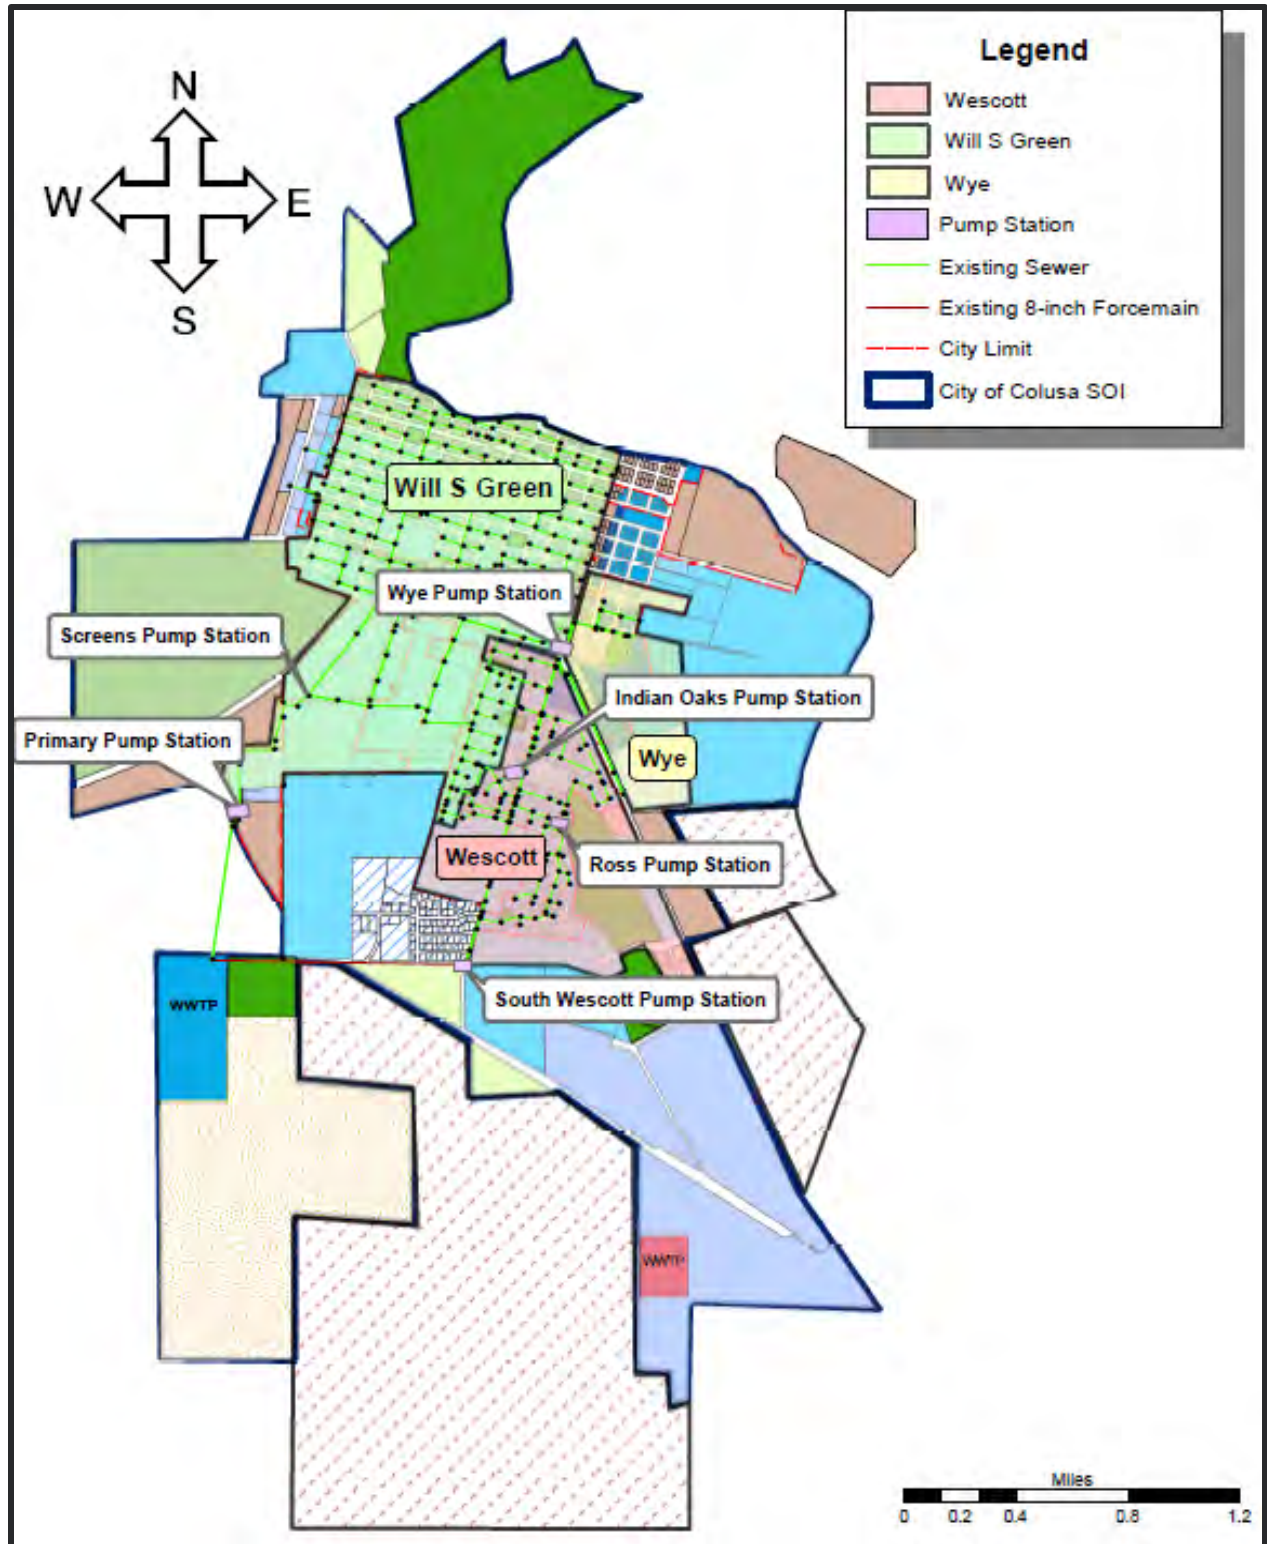 Legend
Wescott
Will S Green
Wye
Pump Station
Existing Sewer
Existing 8-inch Forcemain
City Limit
City of Colusa SOI
N
W E
S
Will S Green
Wye Pump Station
Screens Pump Station
Indian Oaks Pump Station
Primary Pump Station
Wye
Wescott
Ross Pump Station
South Wescott Pump Station
WWTP
WWTP
Miles
0 0.2 0.4 0.8 1.2